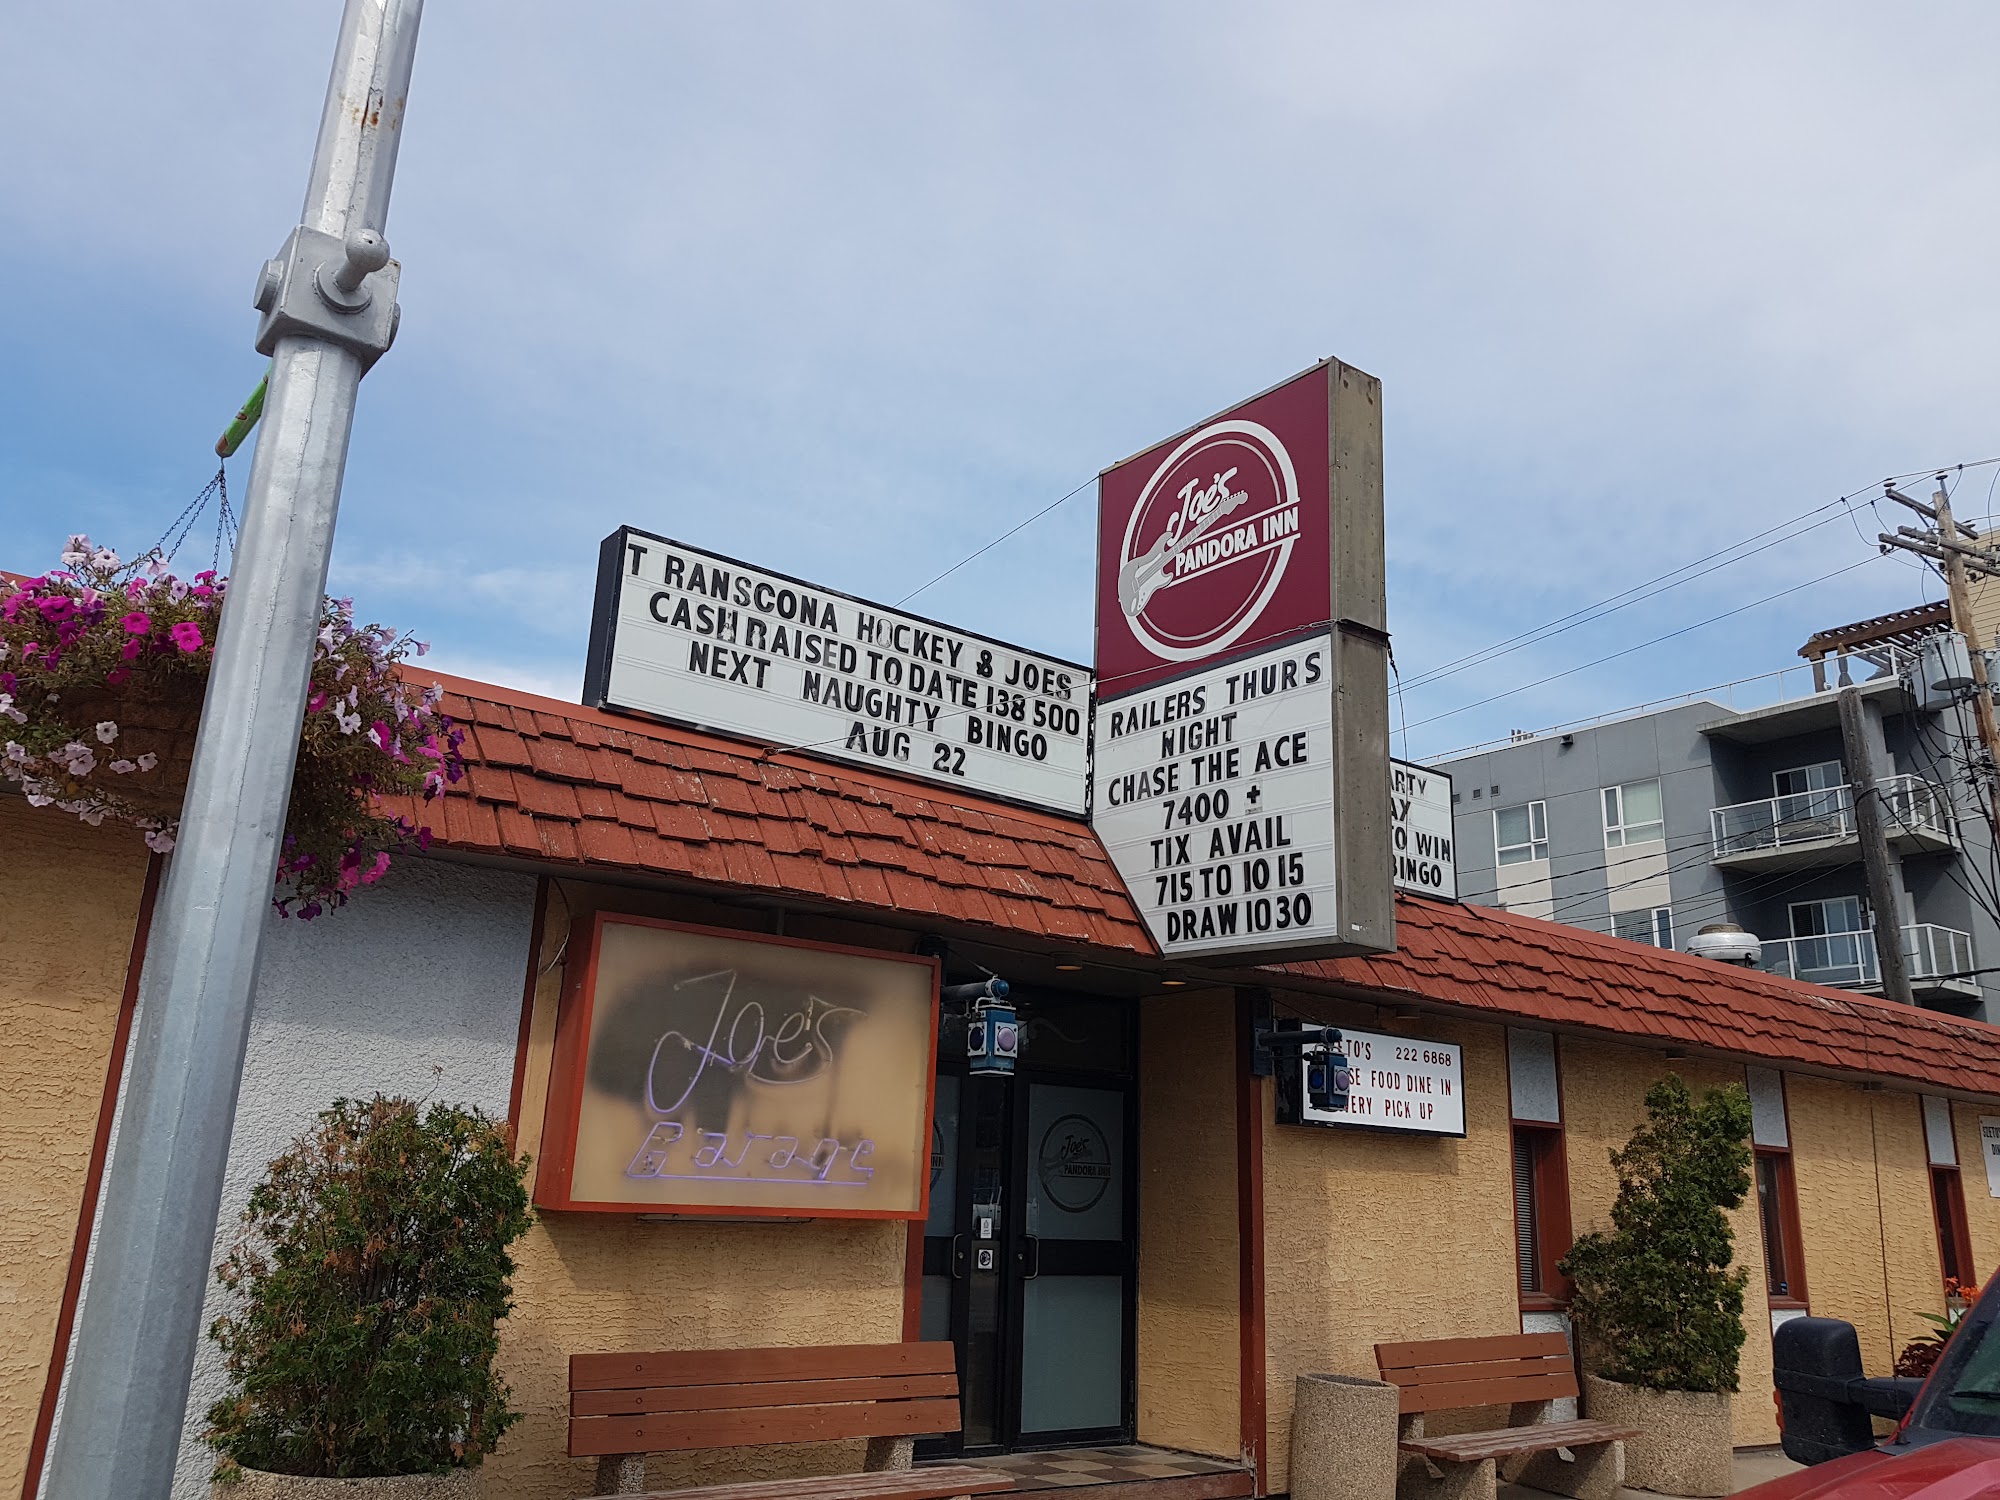 T RANSCONA HOCKEY & JOES
CASH RAISED TO DATE 138 500
NEXT NAUGHTY BINGO
AUG 22
Joe's
PANDORA INN
RAILERS THURS
NIGHT
CHASE THE ACE
7400 +
TIX AVAIL
715 TO 10 15
DRAW 10 30
WIN
BINGO
Joe's
Garage
Joe's
PANDORA INN
222 6868
FOOD DINE IN
PICK UP